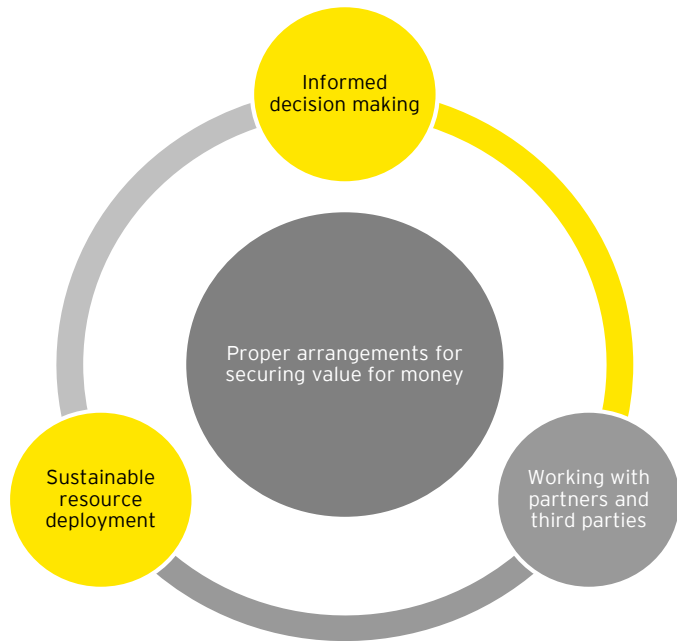 Informed
decision making
Proper arrangements for
securing value for money
Sustainable
resource
deployment
Working with
partners and
third parties